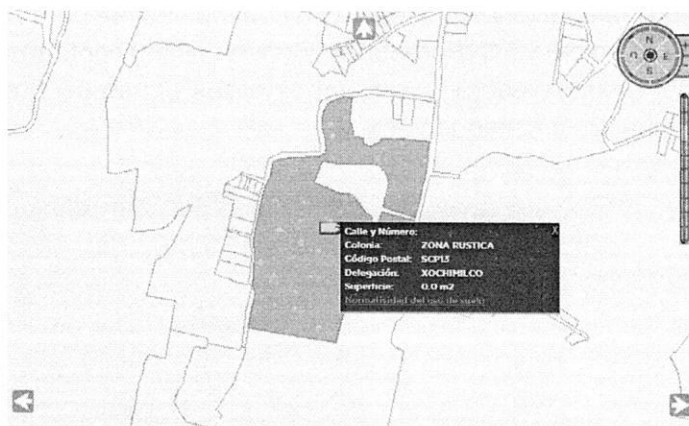 N
E
S
Calle y Número:
X
Colonia: ZONA RUSTICA
Código Postal: SCP13
Delegación: XOCHIMILCO
Superficie: 0.0 m2
Normatividad del uso de suelo